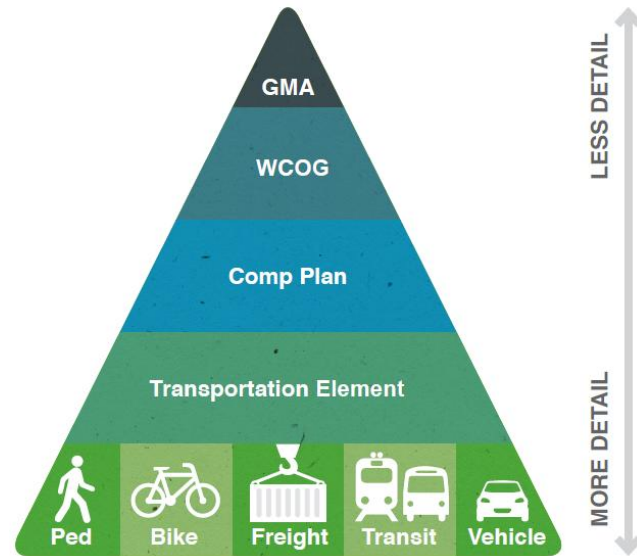 GMA
WCOG
Comp Plan
Transportation Element
Ped
Bike
Freight
Transit
Vehicle
LESS DETAIL
MORE DETAIL